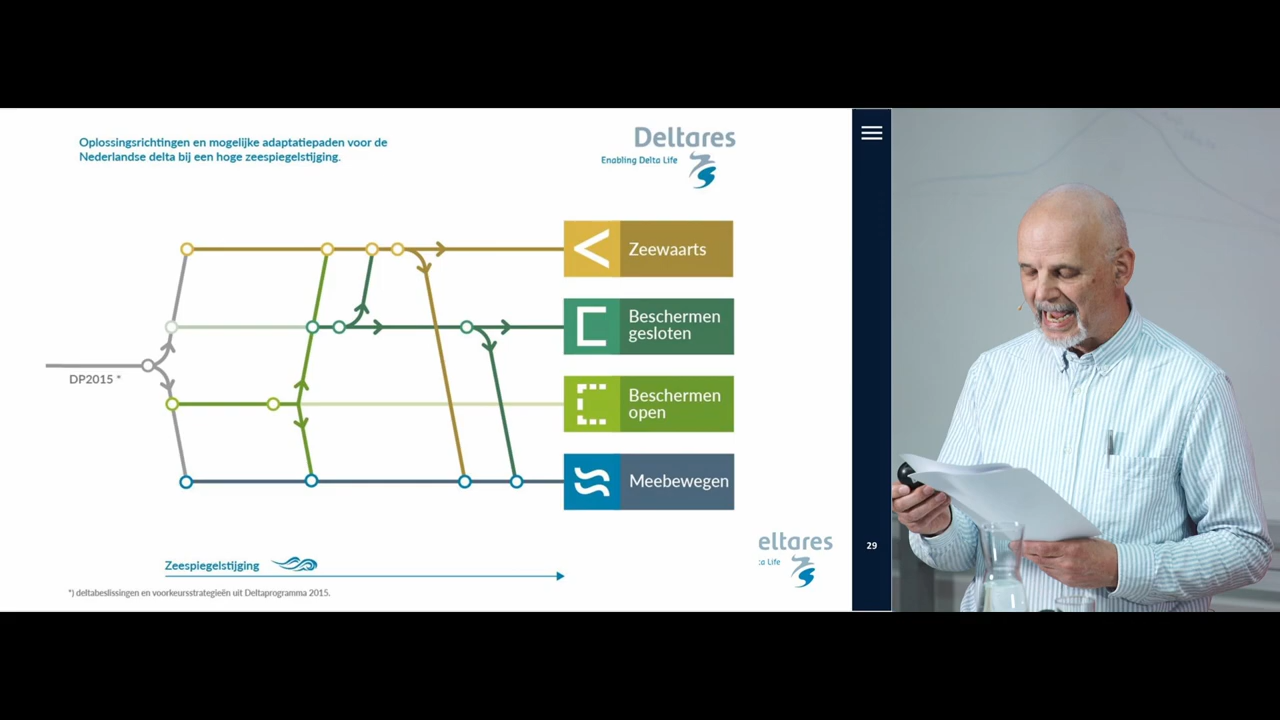 Oplossingsrichtingen en mogelijke adaptatiepaden voor de
Nederlandse delta bij een hoge zeespiegelstijging.
Deltares
Enabling Delta Life
Zeewaarts
Beschermen
gesloten
DP2015 *
Beschermen
open
Meebewegen
Zeespiegelstijging
*) deltabeslissingen en voorkeursstrategieën uit Deltaprogramma 2015.
eltares
ta Life
29